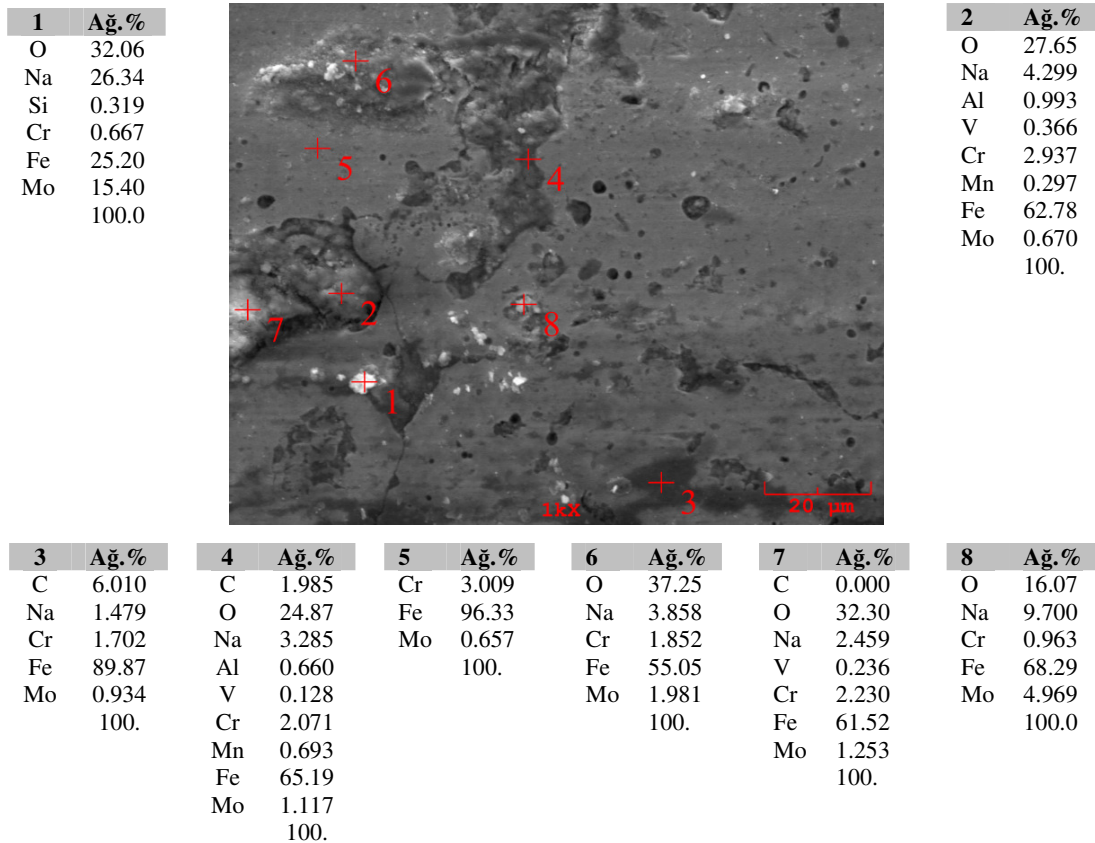 1 Ağ.%
O 32.06
Na 26.34
Si 0.319
Cr 0.667
Fe 25.20
Mo 15.40
100.0
6
5
4
2
7
8
1
3
1kX
20 µm
2 Ağ.%
O 27.65
Na 4.299
Al 0.993
V 0.366
Cr 2.937
Mn 0.297
Fe 62.78
Mo 0.670
100.
3 Ağ.%
C 6.010
Na 1.479
Cr 1.702
Fe 89.87
Mo 0.934
100.
4 Ağ.%
C 1.985
O 24.87
Na 3.285
Al 0.660
V 0.128
Cr 2.071
Mn 0.693
Fe 65.19
Mo 1.117
100.
5 Ağ.%
Cr 3.009
Fe 96.33
Mo 0.657
100.
6 Ağ.%
O 37.25
Na 3.858
Cr 1.852
Fe 55.05
Mo 1.981
100.
7 Ağ.%
C 0.000
O 32.30
Na 2.459
V 0.236
Cr 2.230
Fe 61.52
Mo 1.253
100.
8 Ağ.%
O 16.07
Na 9.700
Cr 0.963
Fe 68.29
Mo 4.969
100.0